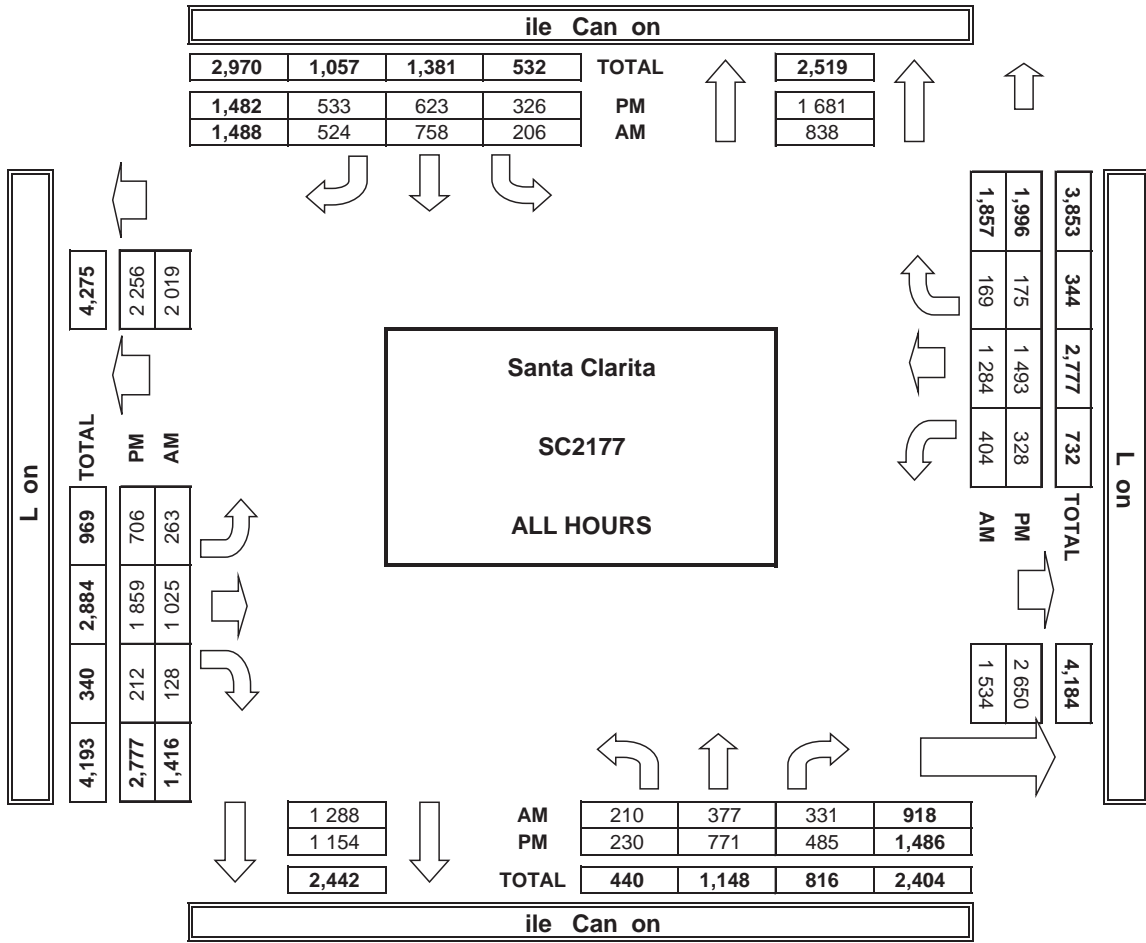 ile Can on
2,970 1,057 1,381 532 TOTAL 2,519
1,482 533 623 326 PM 1 681
1,488 524 758 206 AM 838
L on
4,275
2 256
2 019
TOTAL 969 2,884 340 4,193
PM 706 1 859 212 2,777
AM 263 1 025 128 1,416
Santa Clarita
SC2177
ALL HOURS
3,853 344 2,777 732 TOTAL
1,996 175 1 493 328 PM
1,857 169 1 284 404 AM
4,184
2 650
1 534
L on
1 288 AM 210 377 331 918
1 154 PM 230 771 485 1,486
2,442 TOTAL 440 1,148 816 2,404
ile Can on